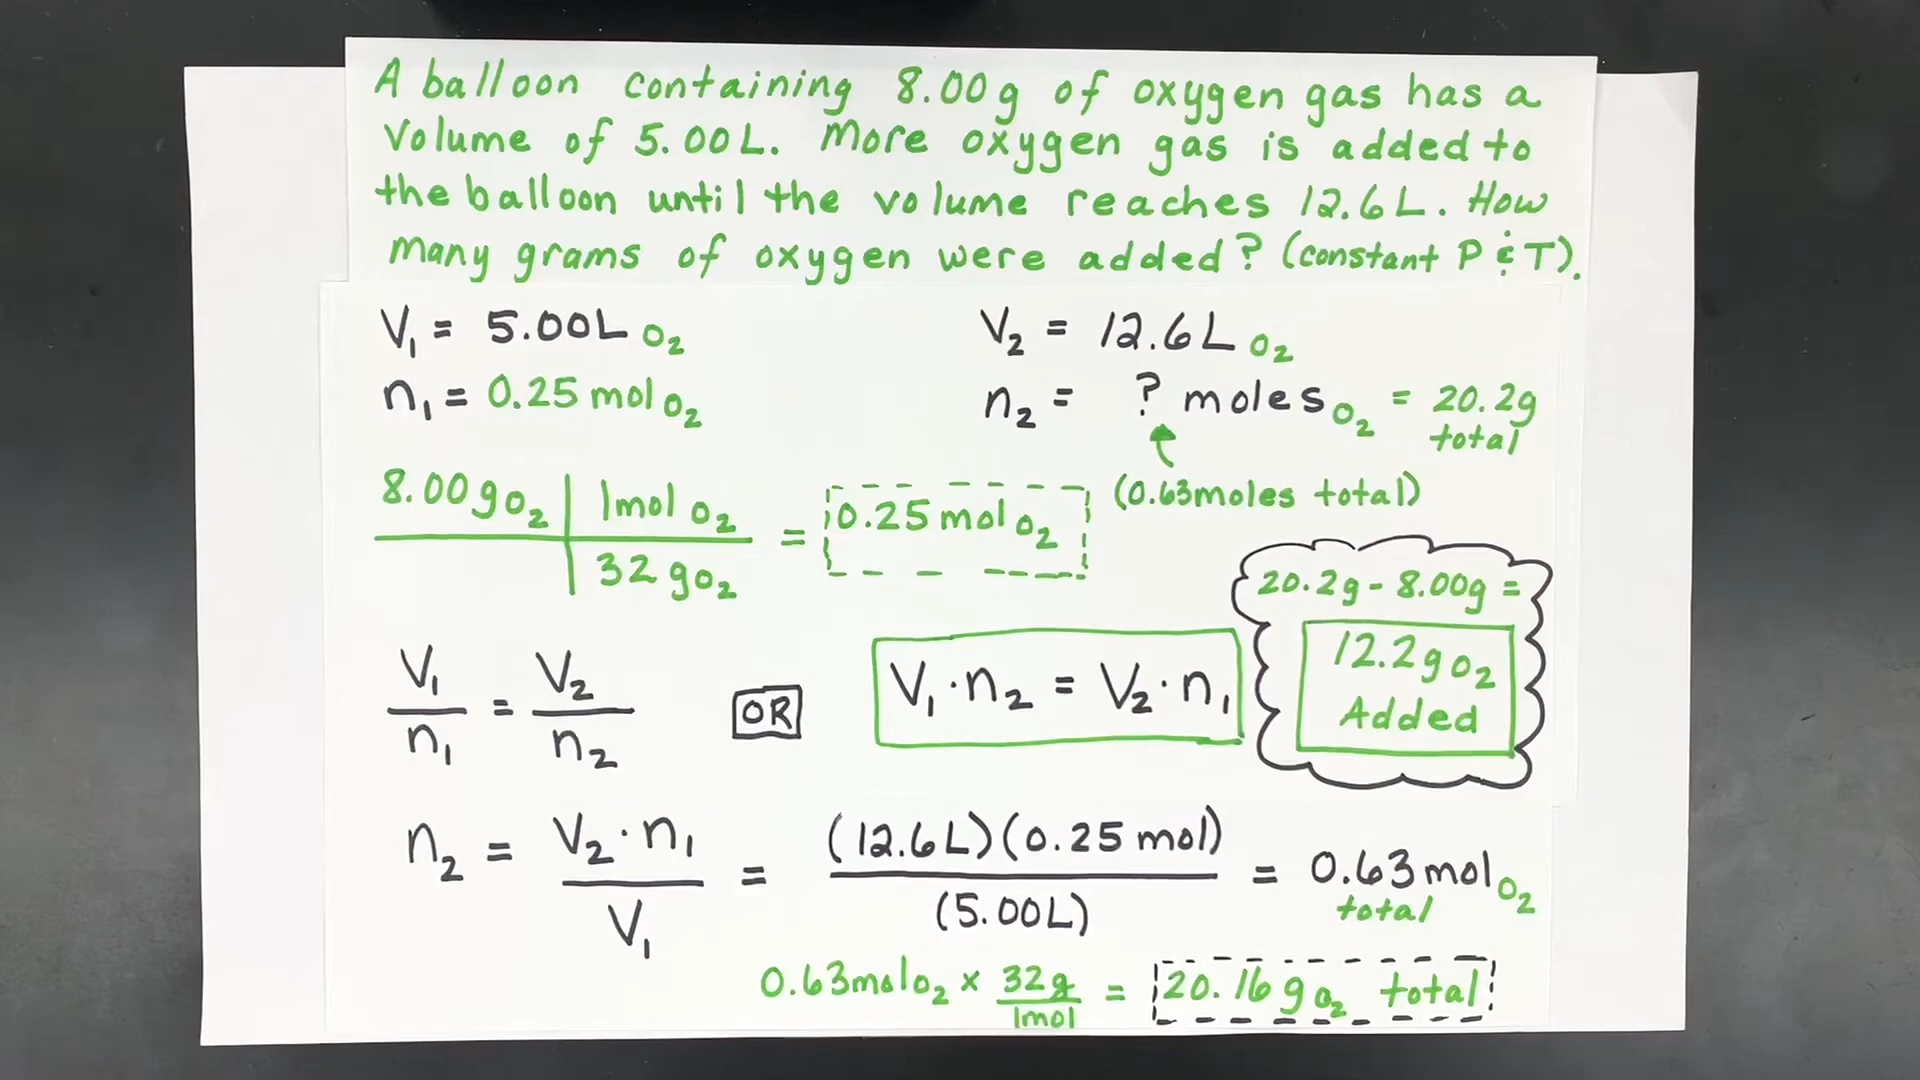 A balloon containing 8.00g of oxygen gas has a
volume of 5.00L. More oxygen gas is added to
the balloon until the volume reaches 12.6L. How
many grams of oxygen were added? (constant P & T).
V₁ = 5.00L O₂
V₂ = 12.6L O₂
n₁ = 0.25 mol O₂
n₂ = ? moles O₂ = 20.2g total
(0.63moles total)
8.00g O₂ | 1mol O₂ = 0.25 mol O₂
32 g O₂
20.2g - 8.00g =
12.2g O₂
Added
V₁/n₁ = V₂/n₂ OR V₁·n₂ = V₂·n₁
n₂ = V₂·n₁/V₁ = (12.6L)(0.25 mol)/(5.00L) = 0.63 mol O₂ total
0.63 mol O₂ × 32g/1mol = 20.16 g O₂ total